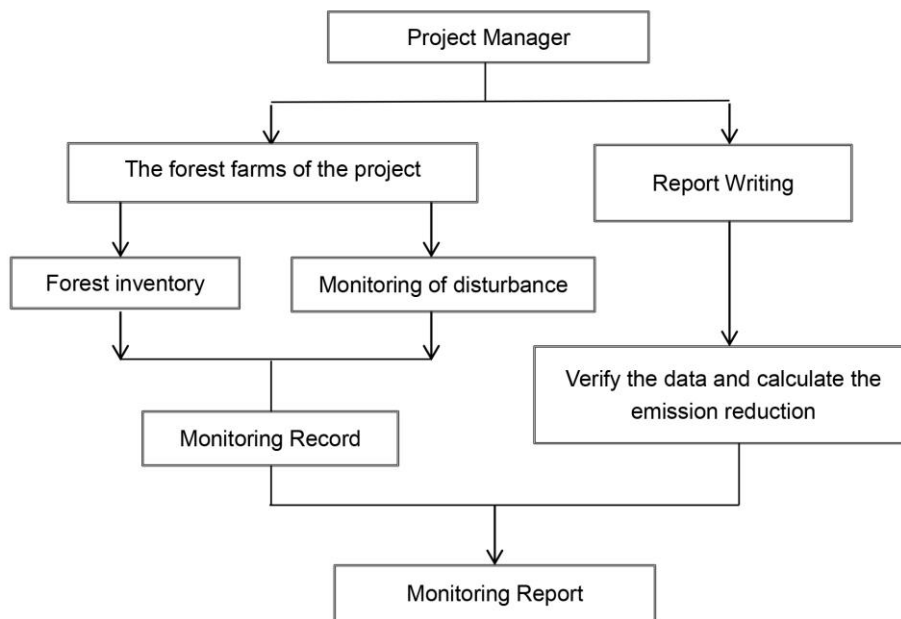 Project Manager
The forest farms of the project
Report Writing
Forest inventory
Monitoring of disturbance
Verify the data and calculate the
emission reduction
Monitoring Record
Monitoring Report